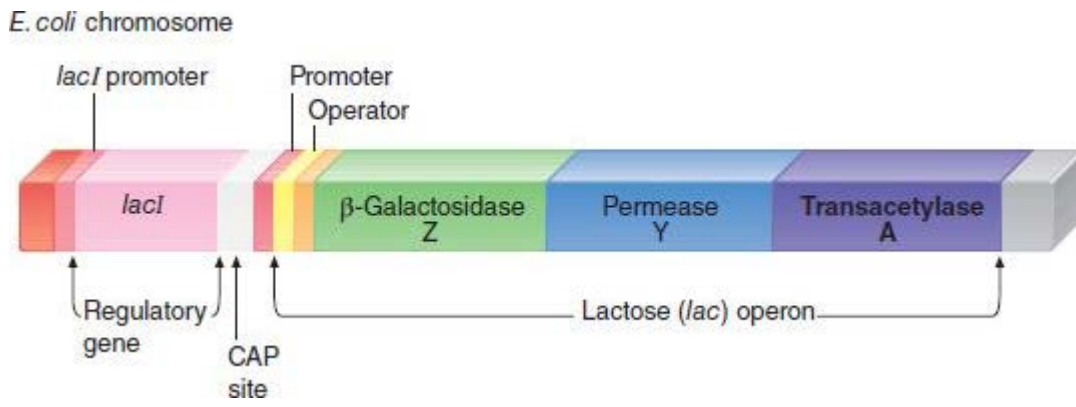 E. coli chromosome
lacI promoter
Promoter
Operator
lacI
β-Galactosidase
Z
Permease
Y
Transacetylase
A
Regulatory
gene
CAP
site
Lactose (lac) operon